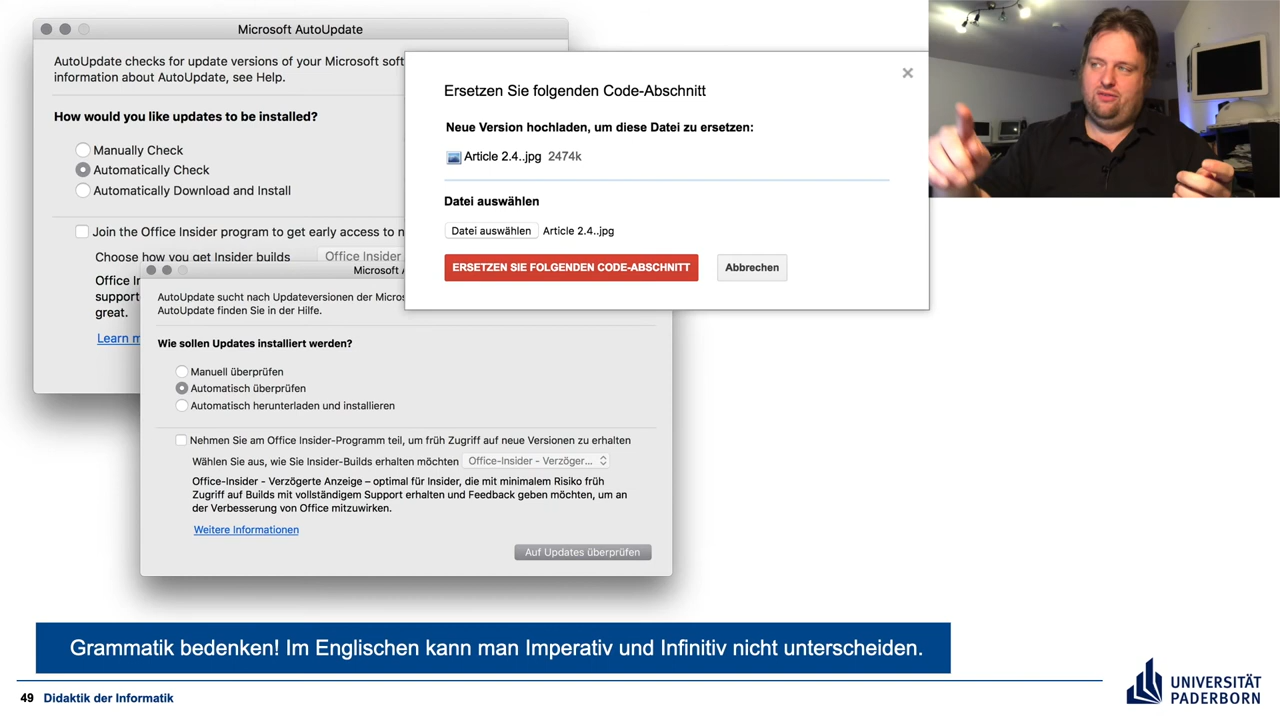 Microsoft AutoUpdate
AutoUpdate checks for update versions of your Microsoft soft
information about AutoUpdate, see Help.
How would you like updates to be installed?
Manually Check
Automatically Check
Automatically Download and Install
Join the Office Insider program to get early access to n
Choose how you get Insider builds
Office Insider
Office In
support
great.
Learn m
Ersetzen Sie folgenden Code-Abschnitt
Neue Version hochladen, um diese Datei zu ersetzen:
Article 2.4..jpg 2474k
Datei auswählen
Datei auswählen Article 2.4..jpg
ERSETZEN SIE FOLGENDEN CODE-ABSCHNITT
Abbrechen
Microsoft A
AutoUpdate sucht nach Updateversionen der Micros
AutoUpdate finden Sie in der Hilfe.
Wie sollen Updates installiert werden?
Manuell überprüfen
Automatisch überprüfen
Automatisch herunterladen und installieren
Nehmen Sie am Office Insider-Programm teil, um früh Zugriff auf neue Versionen zu erhalten
Wählen Sie aus, wie Sie Insider-Builds erhalten möchten Office-Insider - Verzöger...
Office-Insider - Verzögerte Anzeige – optimal für Insider, die mit minimalem Risiko früh
Zugriff auf Builds mit vollständigem Support erhalten und Feedback geben möchten, um an
der Verbesserung von Office mitzuwirken.
Weitere Informationen
Auf Updates überprüfen
Grammatik bedenken! Im Englischen kann man Imperativ und Infinitiv nicht unterscheiden.
49 Didaktik der Informatik
UNIVERSITÄT
PADERBORN